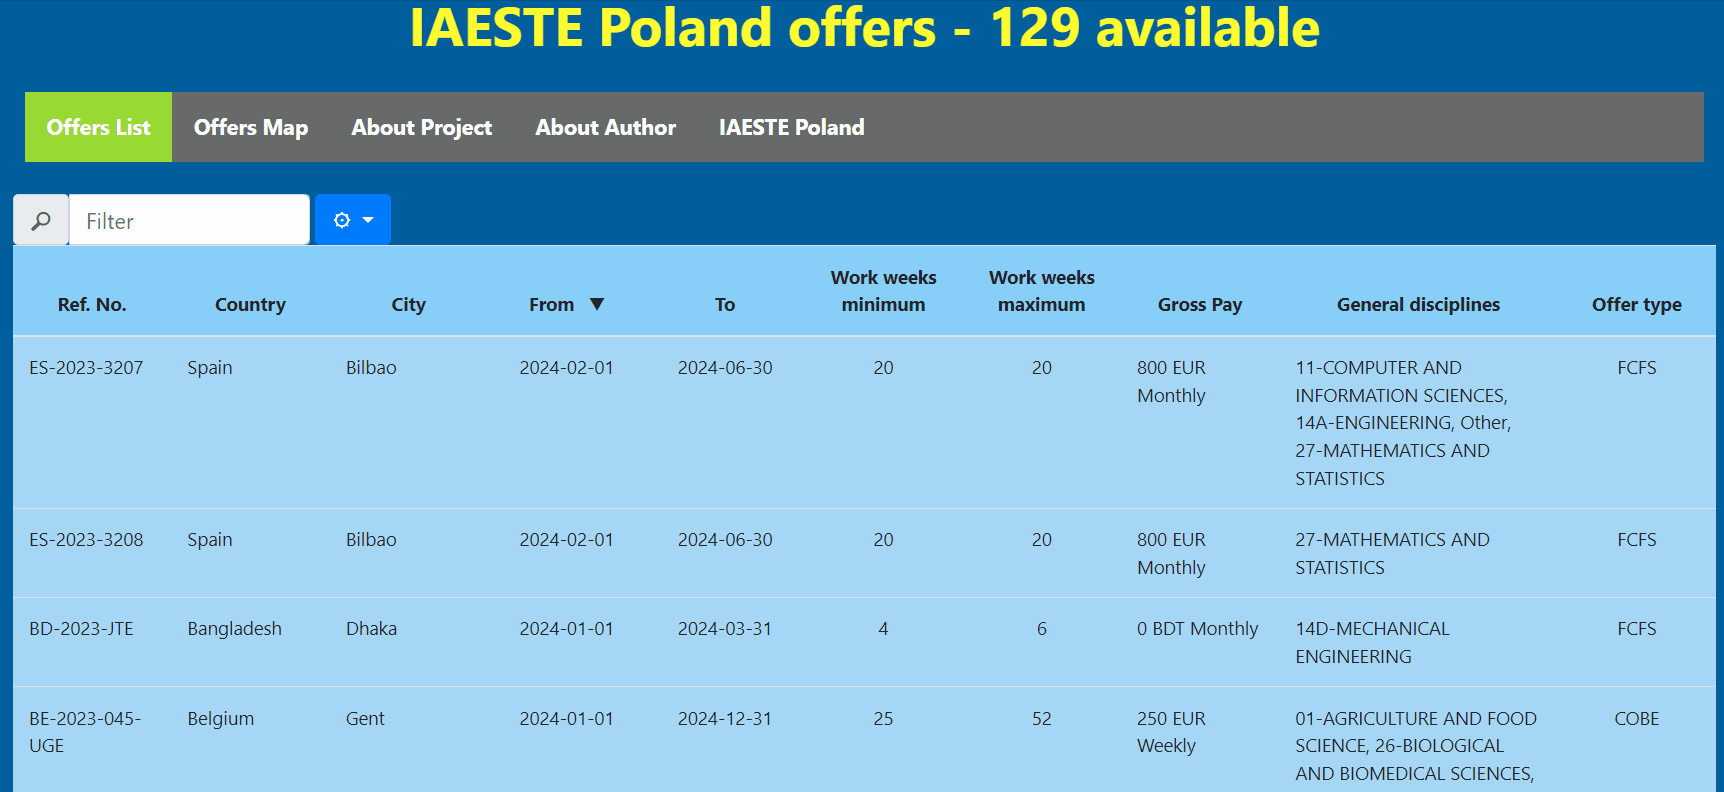 IAESTE Poland offers - 129 available
Offers List Offers Map About Project About Author IAESTE Poland
Filter
Ref. No. Country City From ▼ To Work weeks minimum Work weeks maximum Gross Pay General disciplines Offer type
ES-2023-3207 Spain Bilbao 2024-02-01 2024-06-30 20 20 800 EUR Monthly 11-COMPUTER AND
INFORMATION SCIENCES,
14A-ENGINEERING, Other,
27-MATHEMATICS AND
STATISTICS FCFS
ES-2023-3208 Spain Bilbao 2024-02-01 2024-06-30 20 20 800 EUR Monthly 27-MATHEMATICS AND
STATISTICS FCFS
BD-2023-JTE Bangladesh Dhaka 2024-01-01 2024-03-31 4 6 0 BDT Monthly 14D-MECHANICAL
ENGINEERING FCFS
BE-2023-045-UGE Belgium Gent 2024-01-01 2024-12-31 25 52 250 EUR Weekly 01-AGRICULTURE AND FOOD
SCIENCE, 26-BIOLOGICAL
AND BIOMEDICAL SCIENCES, COBE